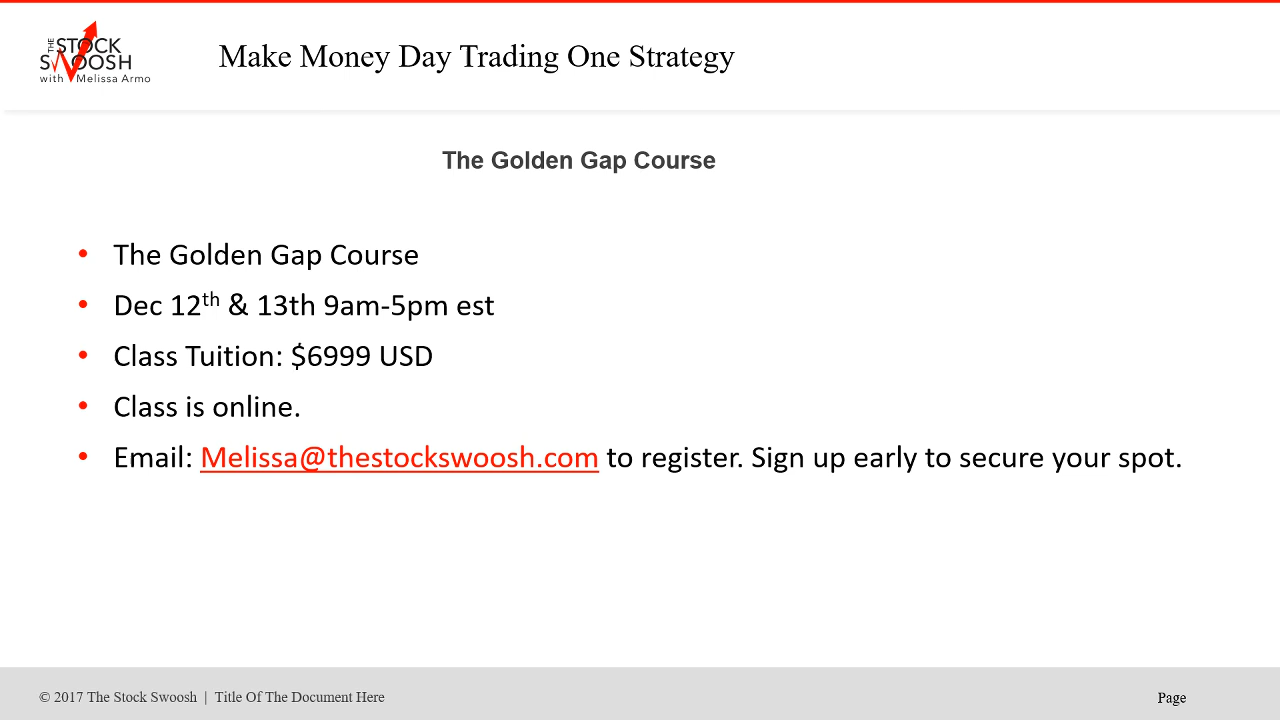 THE STOCK
SWOOSH
with Melissa Armo
Make Money Day Trading One Strategy
The Golden Gap Course
• The Golden Gap Course
• Dec 12th & 13th 9am-5pm est
• Class Tuition: $6999 USD
• Class is online.
• Email: Melissa@thestockswoosh.com to register. Sign up early to secure your spot.
© 2017 The Stock Swoosh | Title Of The Document Here
Page